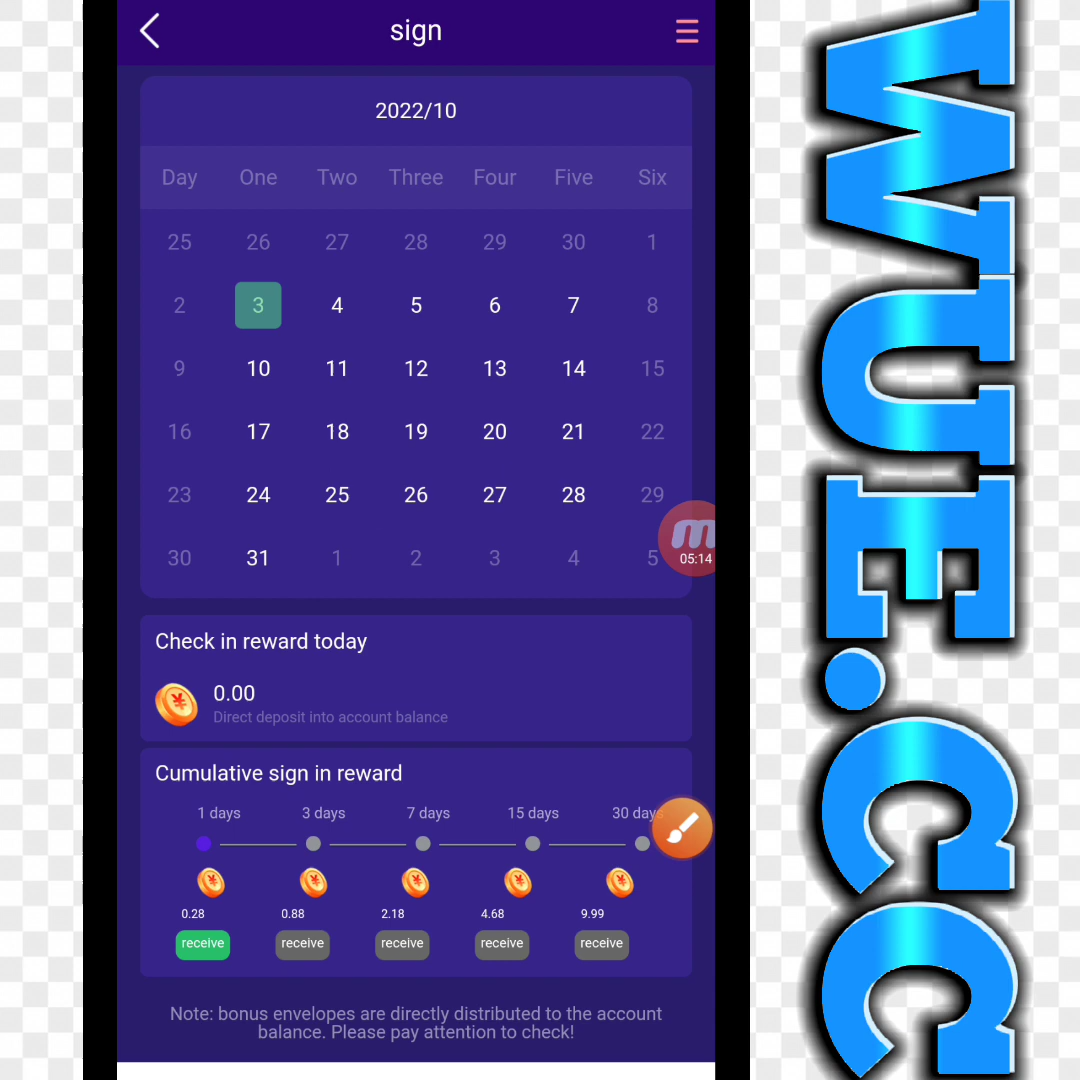 sign
2022/10
Day One Two Three Four Five Six
25 26 27 28 29 30 1
2 3 4 5 6 7 8
9 10 11 12 13 14 15
16 17 18 19 20 21 22
23 24 25 26 27 28 29
30 31 1 2 3 4 5
m
05:14
Check in reward today
¥
0.00
Direct deposit into account balance
Cumulative sign in reward
1 days 3 days 7 days 15 days 30 days
¥ ¥ ¥ ¥ ¥
0.28 0.88 2.18 4.68 9.99
receive receive receive receive receive
Note: bonus envelopes are directly distributed to the account
balance. Please pay attention to check!
WUE.CC